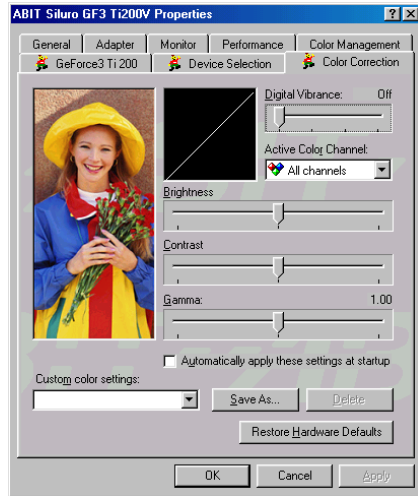 ABIT Siluro GF3 Ti200V Properties
General Adapter Monitor Performance Color Management
GeForce3 Ti 200 Device Selection Color Correction
Digital Vibrance: Off
Active Color Channel:
All channels
Brightness
Contrast
Gamma: 1.00
Automatically apply these settings at startup
Custom color settings:
Save As... Delete
Restore Hardware Defaults
OK Cancel Apply